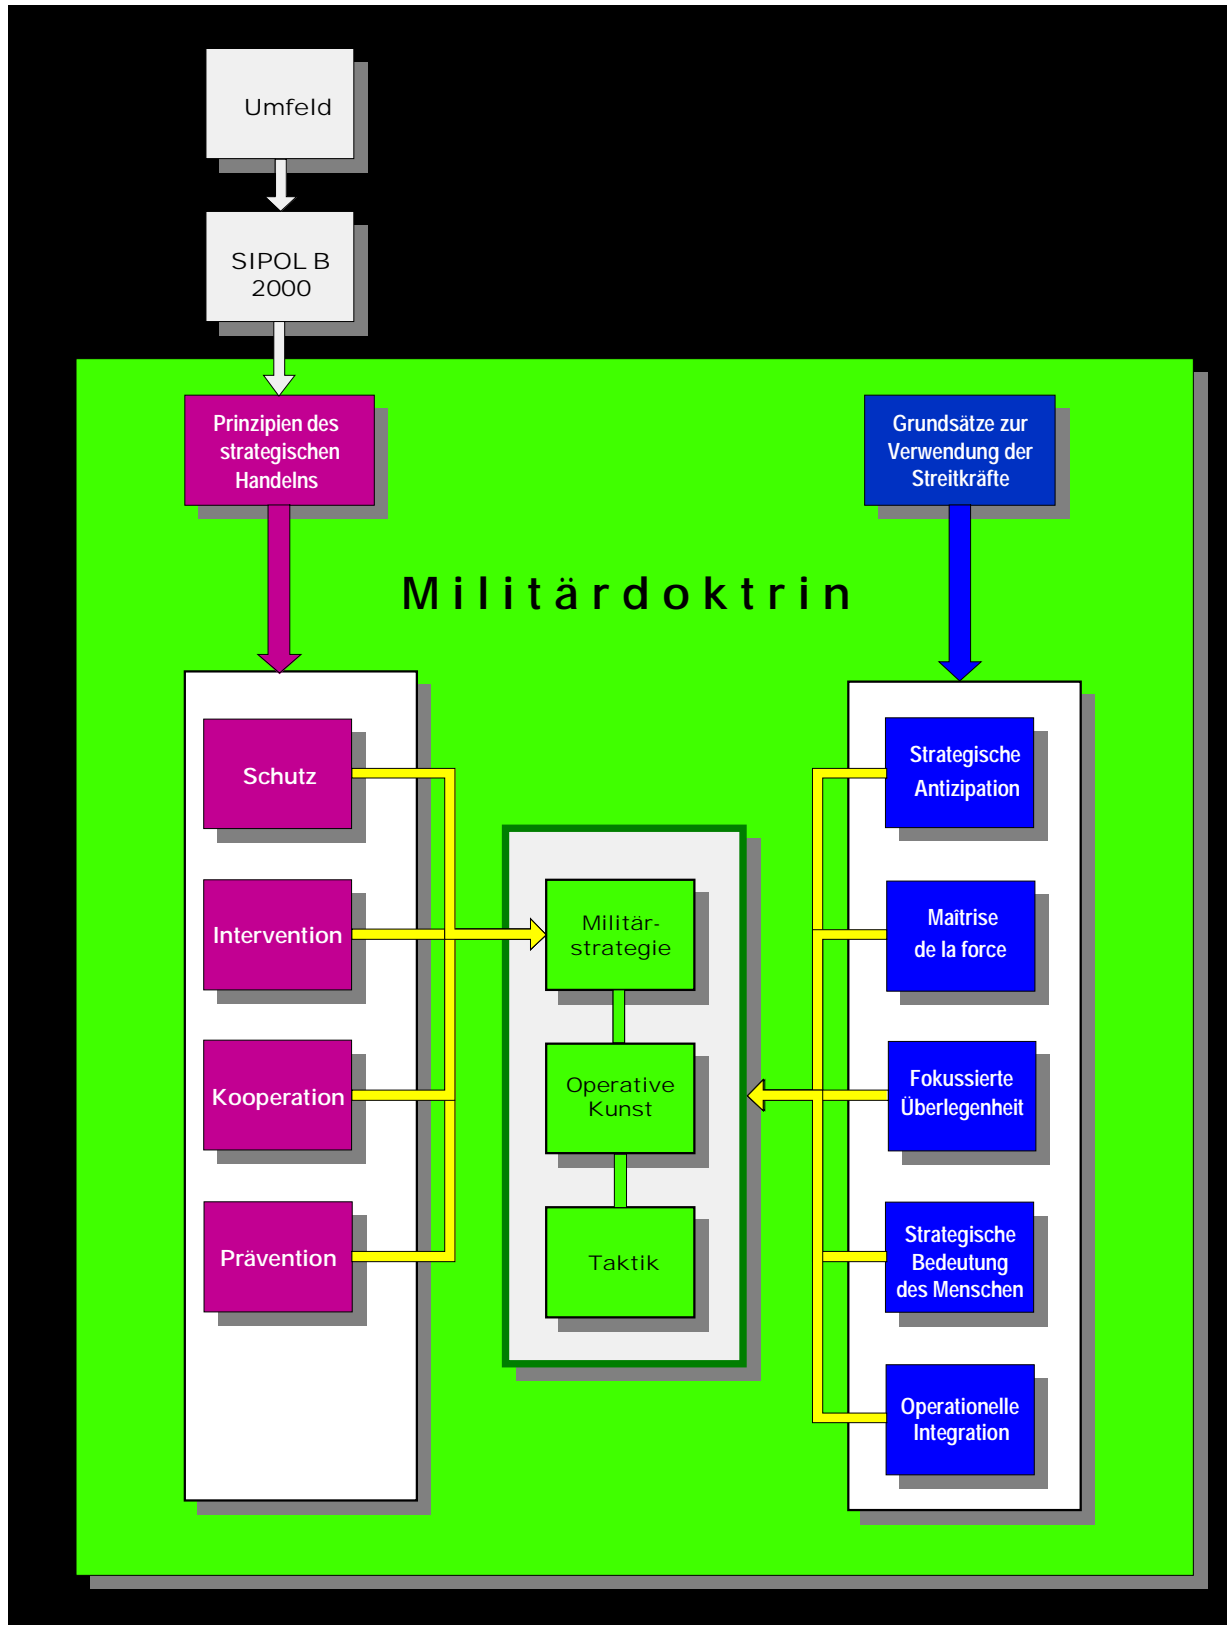 Umfeld
SIPOL B
2000
Prinzipien des
strategischen
Handelns
Grundsätze zur
Verwendung der
Streitkräfte
Militärdoktrin
Schutz
Intervention
Kooperation
Prävention
Militär-
strategie
Operative
Kunst
Taktik
Strategische
Antizipation
Maîtrise
de la force
Fokussierte
Überlegenheit
Strategische
Bedeutung
des Menschen
Operationelle
Integration